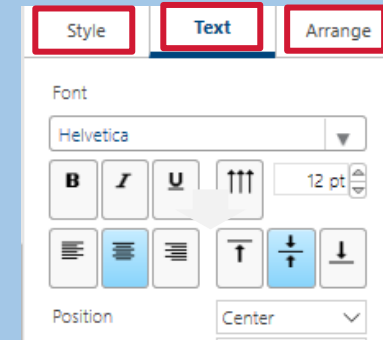 Style Text Arrange
Font
Helvetica
B I U 12 pt
Position Center